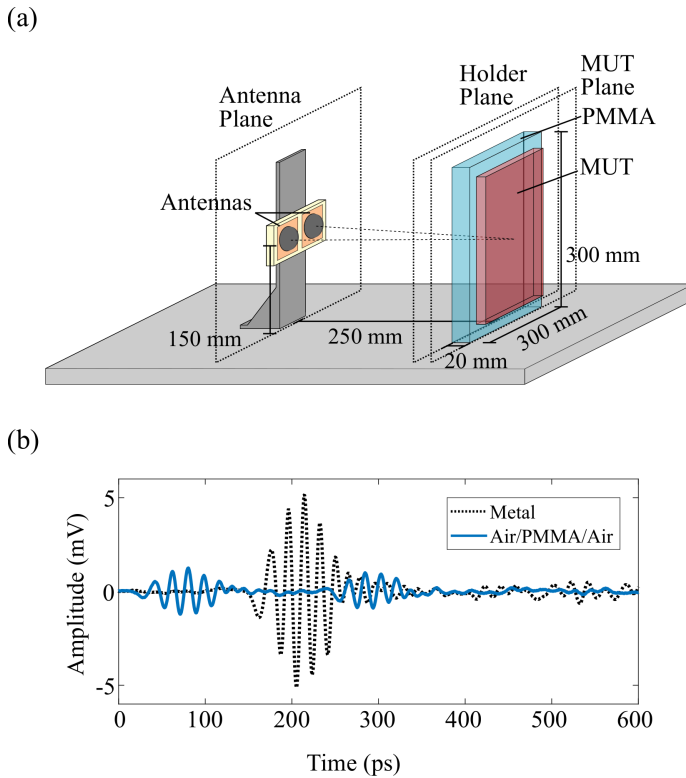 (a)
Antenna
Plane
Holder
Plane
MUT
Plane
PMMA
MUT
Antennas
300 mm
150 mm
250 mm
300 mm
20 mm
(b)
Amplitude (mV)
5
0
-5
Metal
Air/PMMA/Air
0
100
200
300
400
500
600
Time (ps)